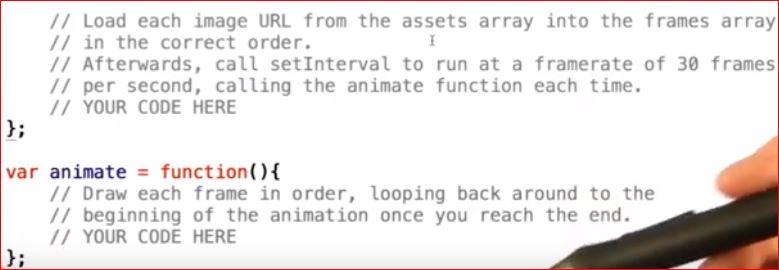 // Load each image URL from the assets array into the frames array
// in the correct order.
// Afterwards, call setInterval to run at a framerate of 30 frames
// per second, calling the animate function each time.
// YOUR CODE HERE
};
var animate = function(){
// Draw each frame in order, looping back around to the
// beginning of the animation once you reach the end.
// YOUR CODE HERE
};